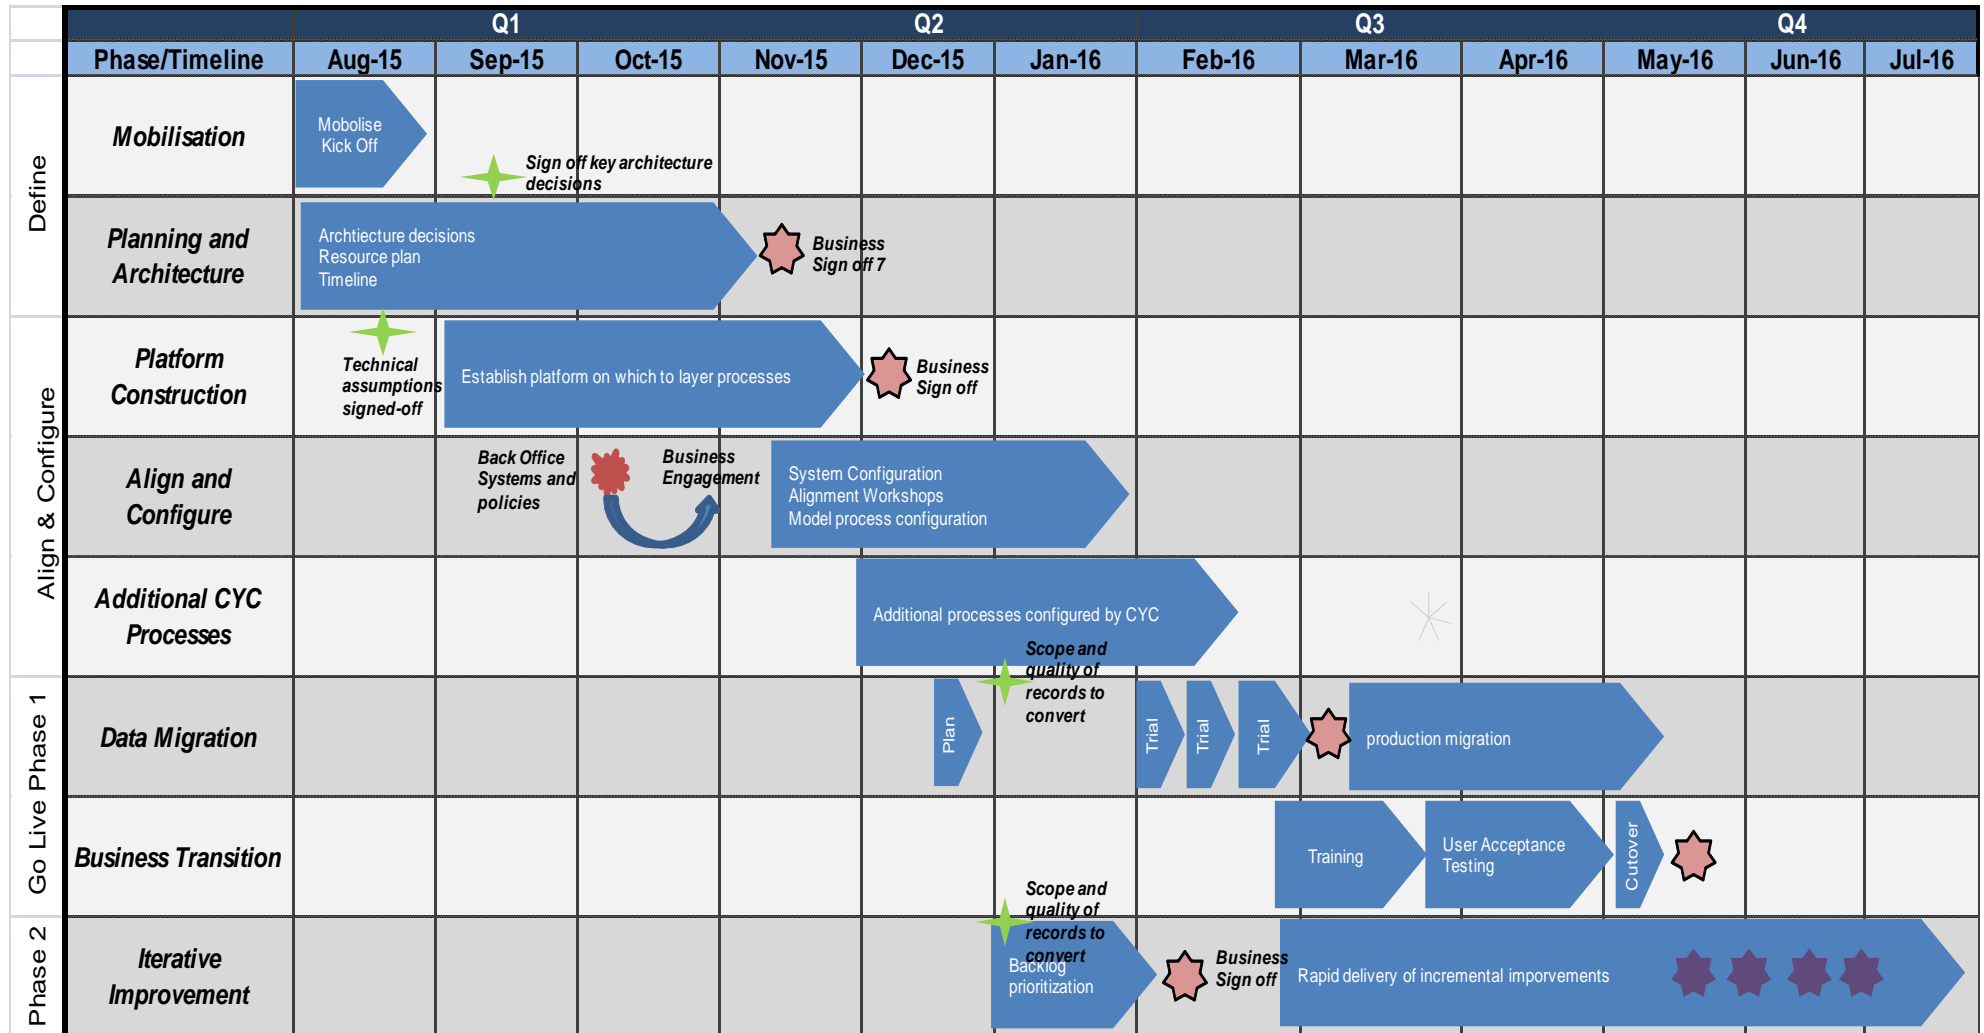 Q1
Q2
Q3
Q4
Phase/Timeline
Aug-15
Sep-15
Oct-15
Nov-15
Dec-15
Jan-16
Feb-16
Mar-16
Apr-16
May-16
Jun-16
Jul-16
Define
Mobilisation
Mobolise
Kick Off
Sign off key architecture
decisions
Planning and
Architecture
Archtiecture decisions
Resource plan
Timeline
Business
Sign off 7
Align & Configure
Platform
Construction
Technical
assumptions
signed-off
Establish platform on which to layer processes
Business
Sign off
Align and
Configure
Back Office
Systems and
policies
Business
Engagement
System Configuration
Alignment Workshops
Model process configuration
Additional CYC
Processes
Additional processes configured by CYC
Go Live Phase 1
Data Migration
Plan
Scope and
quality of
records to
convert
Trial
Trial
Trial
production migration
Business Transition
Training
User Acceptance
Testing
Cutover
Phase 2
Iterative
Improvement
Scope and
quality of
records to
convert
Backlog
prioritization
Business
Sign off
Rapid delivery of incremental imporvements